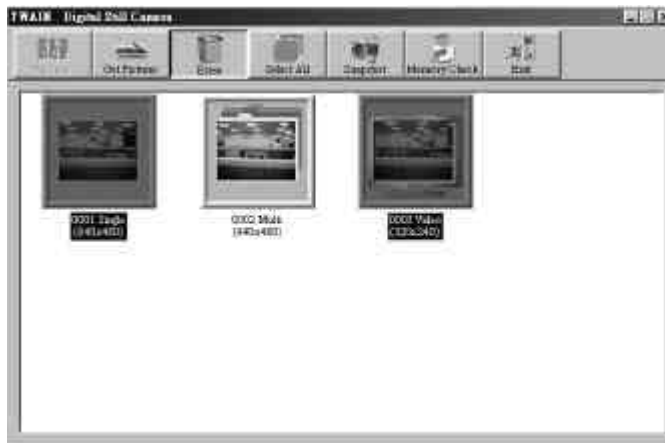 TWAIN Digital Still Camera
Get Pictures
Erase
Select All
Snapshot
Memory Check
Exit
0001 Single
(640x480)
0002 Multi
(640x480)
0003 Video
(320x240)